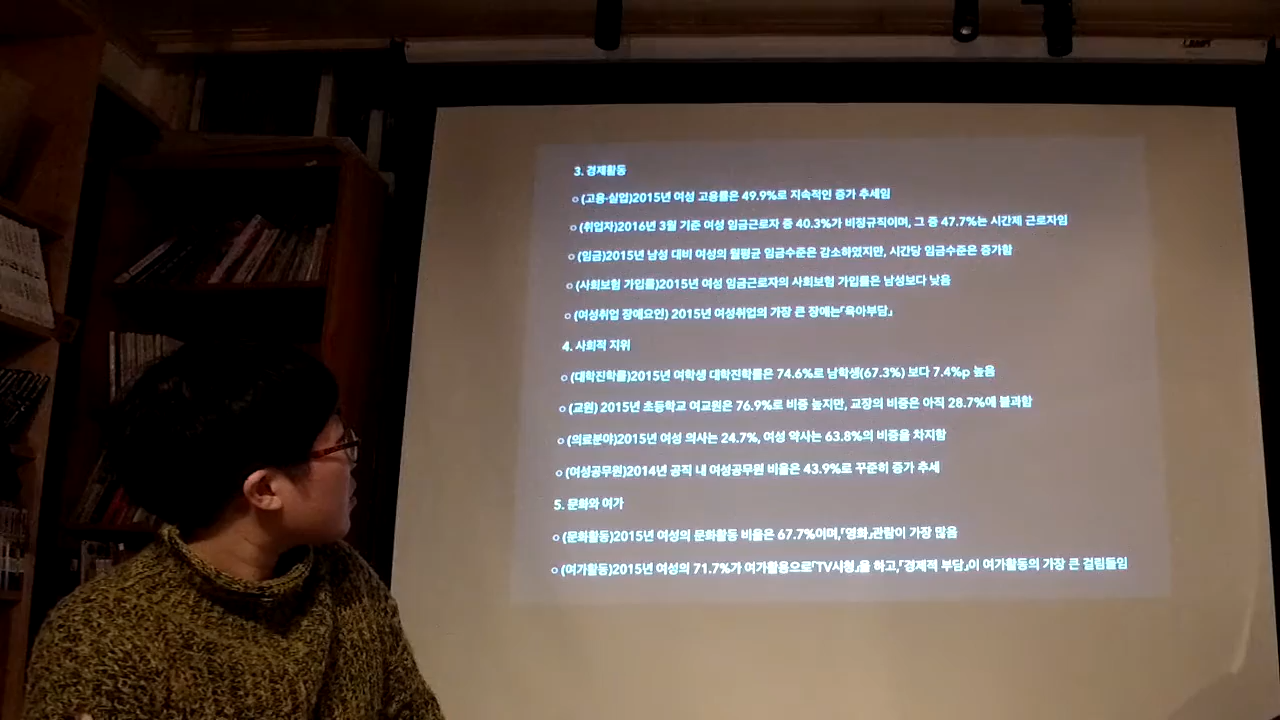 3. 경제활동
○ (고용·실업)2015년 여성 고용률은 49.9%로 지속적인 증가 추세임
○ (취업자)2016년 3월 기준 여성 임금근로자 중 40.3%가 비정규직이며, 그 중 47.7%는 시간제 근로자임
○ (임금)2015년 남성 대비 여성의 월평균 임금수준은 감소하였지만, 시간당 임금수준은 증가함
○ (사회보험 가입률)2015년 여성 임금근로자의 사회보험 가입률은 남성보다 낮음
○ (여성취업 장애요인) 2015년 여성취업의 가장 큰 장애는「육아부담」
4. 사회적 지위
○ (대학진학률)2015년 여학생 대학진학률은 74.6%로 남학생(67.3%) 보다 7.4%p 높음
○ (교원) 2015년 초등학교 여교원은 76.9%로 비중 높지만, 교장의 비중은 아직 28.7%에 불과함
○ (의료분야)2015년 여성 의사는 24.7%, 여성 약사는 63.8%의 비중을 차지함
○ (여성공무원)2014년 공직 내 여성공무원 비율은 43.9%로 꾸준히 증가 추세
5. 문화와 여가
○ (문화활동)2015년 여성의 문화활동 비율은 67.7%이며,「영화」관람이 가장 많음
○ (여가활동)2015년 여성의 71.7%가 여가활용으로「TV시청」을 하고,「경제적 부담」이 여가활동의 가장 큰 걸림돌임